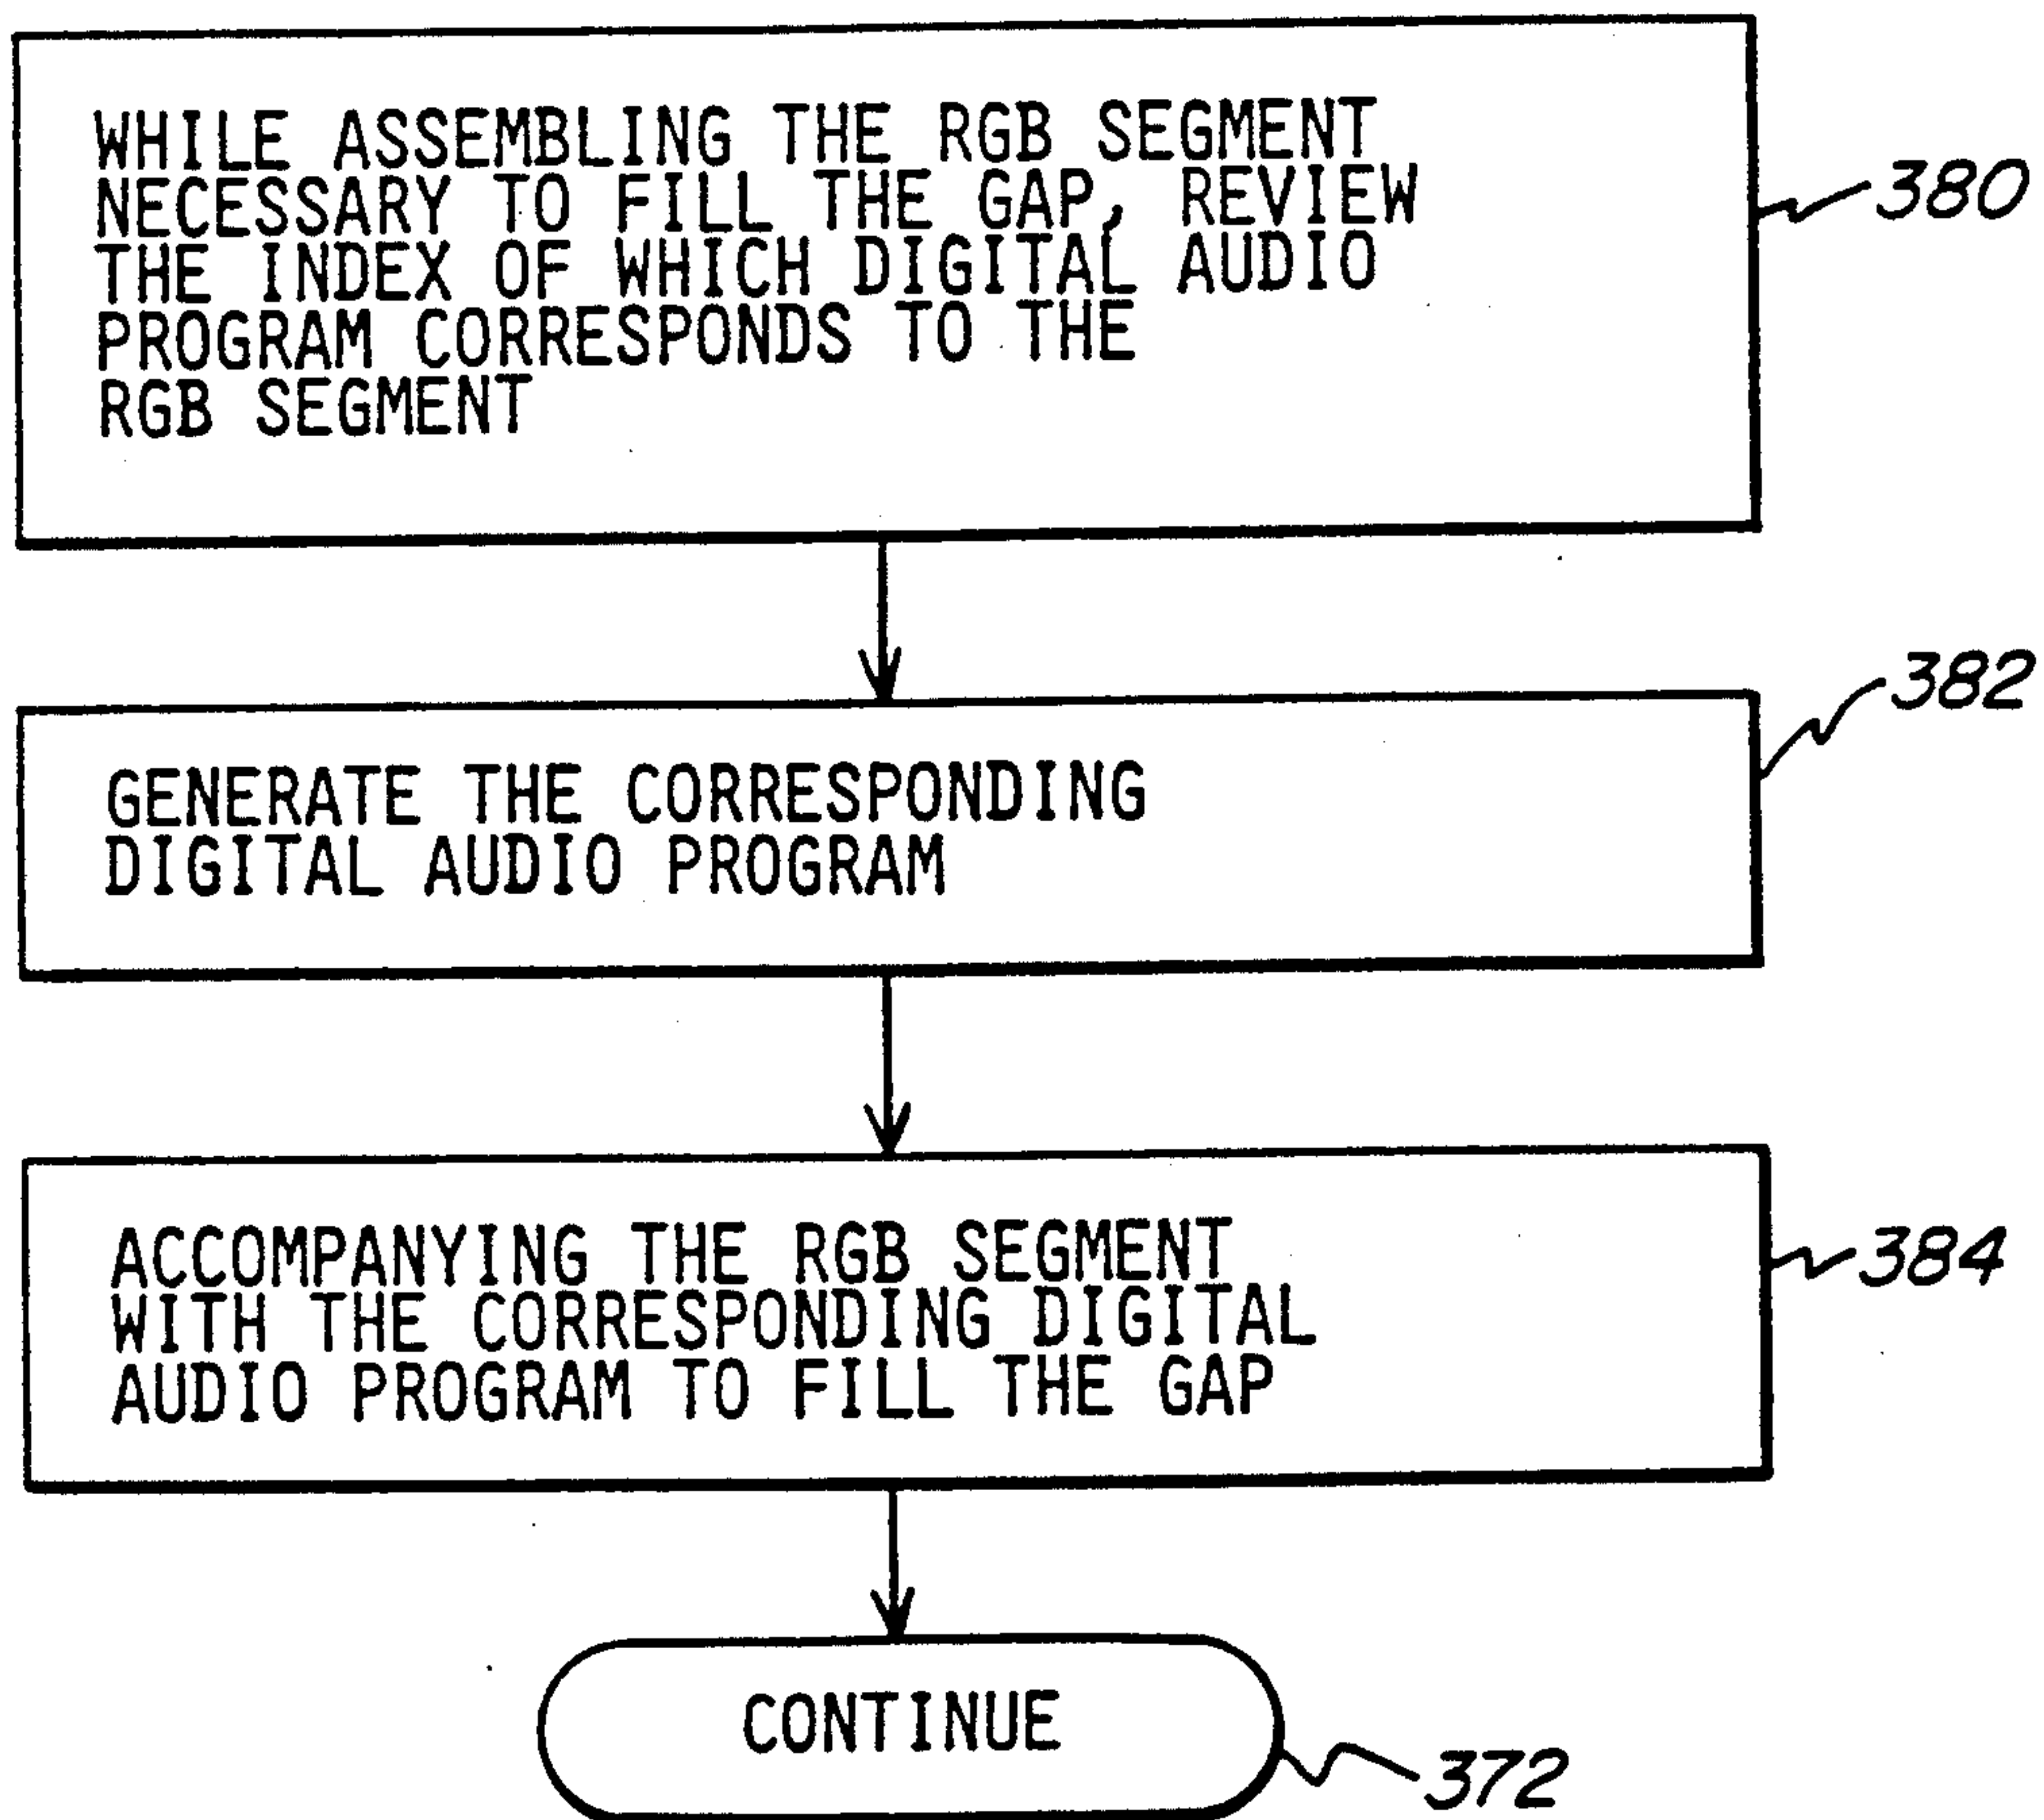 WHILE ASSEMBLING THE RGB SEGMENT
NECESSARY TO FILL THE GAP, REVIEW
THE INDEX OF WHICH DIGITAL AUDIO
PROGRAM CORRESPONDS TO THE
RGB SEGMENT
380
382
GENERATE THE CORRESPONDING
DIGITAL AUDIO PROGRAM
ACCOMPANYING THE RGB SEGMENT
WITH THE CORRESPONDING DIGITAL
AUDIO PROGRAM TO FILL THE GAP
384
CONTINUE
372